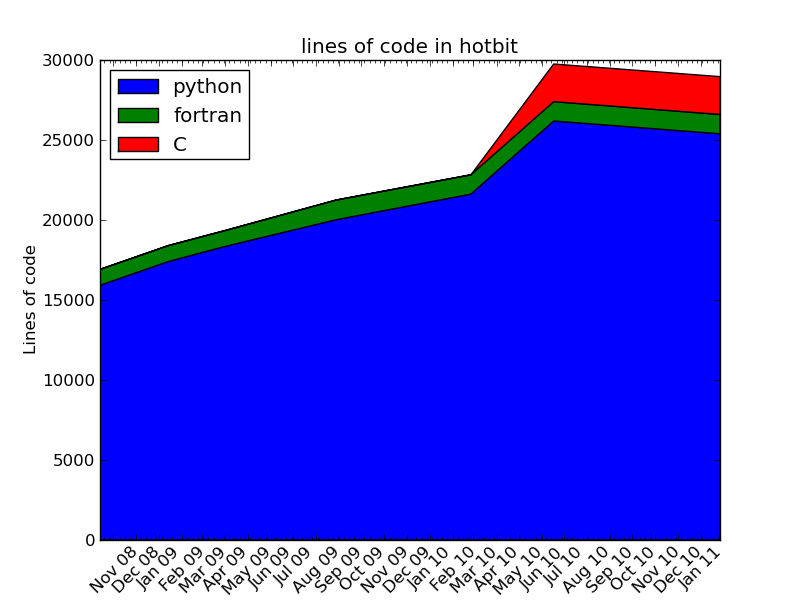 lines of code in hotbit
python
fortran
C
Lines of code
30000
25000
20000
15000
10000
5000
0
Nov 08
Dec 08
Jan 09
Feb 09
Mar 09
Apr 09
May 09
Jun 09
Jul 09
Aug 09
Sep 09
Oct 09
Nov 09
Dec 09
Jan 10
Feb 10
Mar 10
Apr 10
May 10
Jun 10
Jul 10
Aug 10
Sep 10
Oct 10
Nov 10
Dec 10
Jan 11